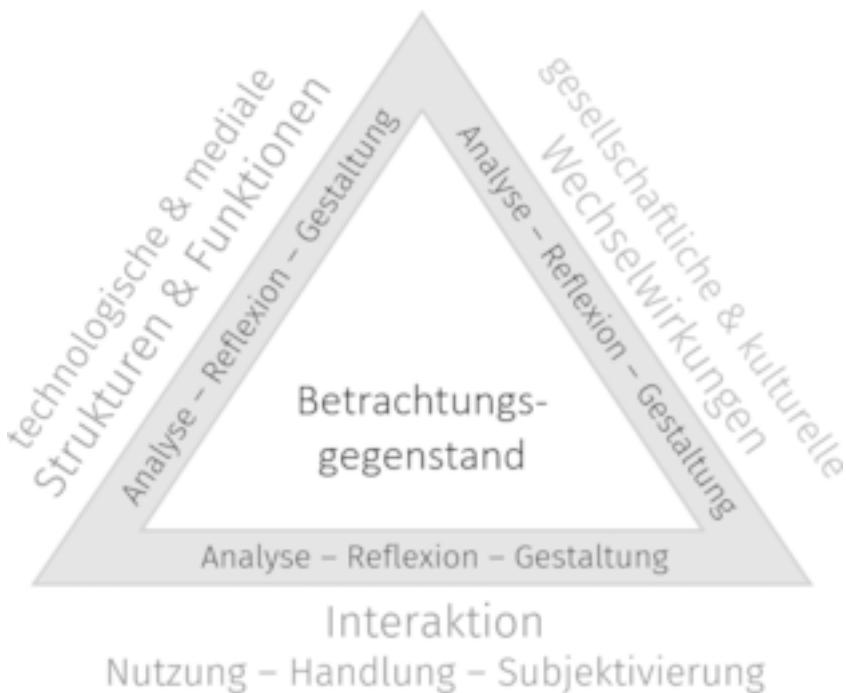 technologische & mediale
Strukturen & Funktionen
Analyse – Reflexion – Gestaltung
gesellschaftliche & kulturelle
Wechselwirkungen
Analyse – Reflexion – Gestaltung
Betrachtungs-
gegenstand
Analyse – Reflexion – Gestaltung
Interaktion
Nutzung – Handlung – Subjektivierung